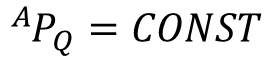 ᴬP_Q = CONST